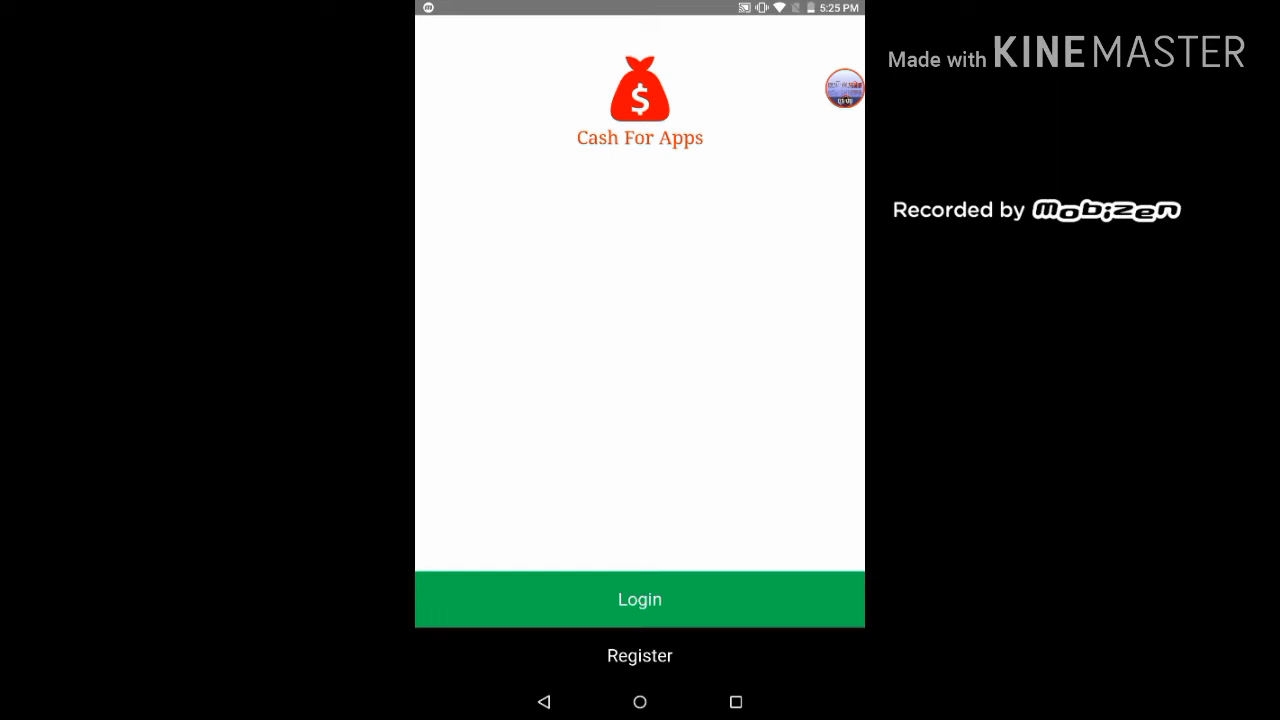 5:25 PM
Made with KINEMASTER
$
Cash For Apps
Recorded by mobizen
Login
Register